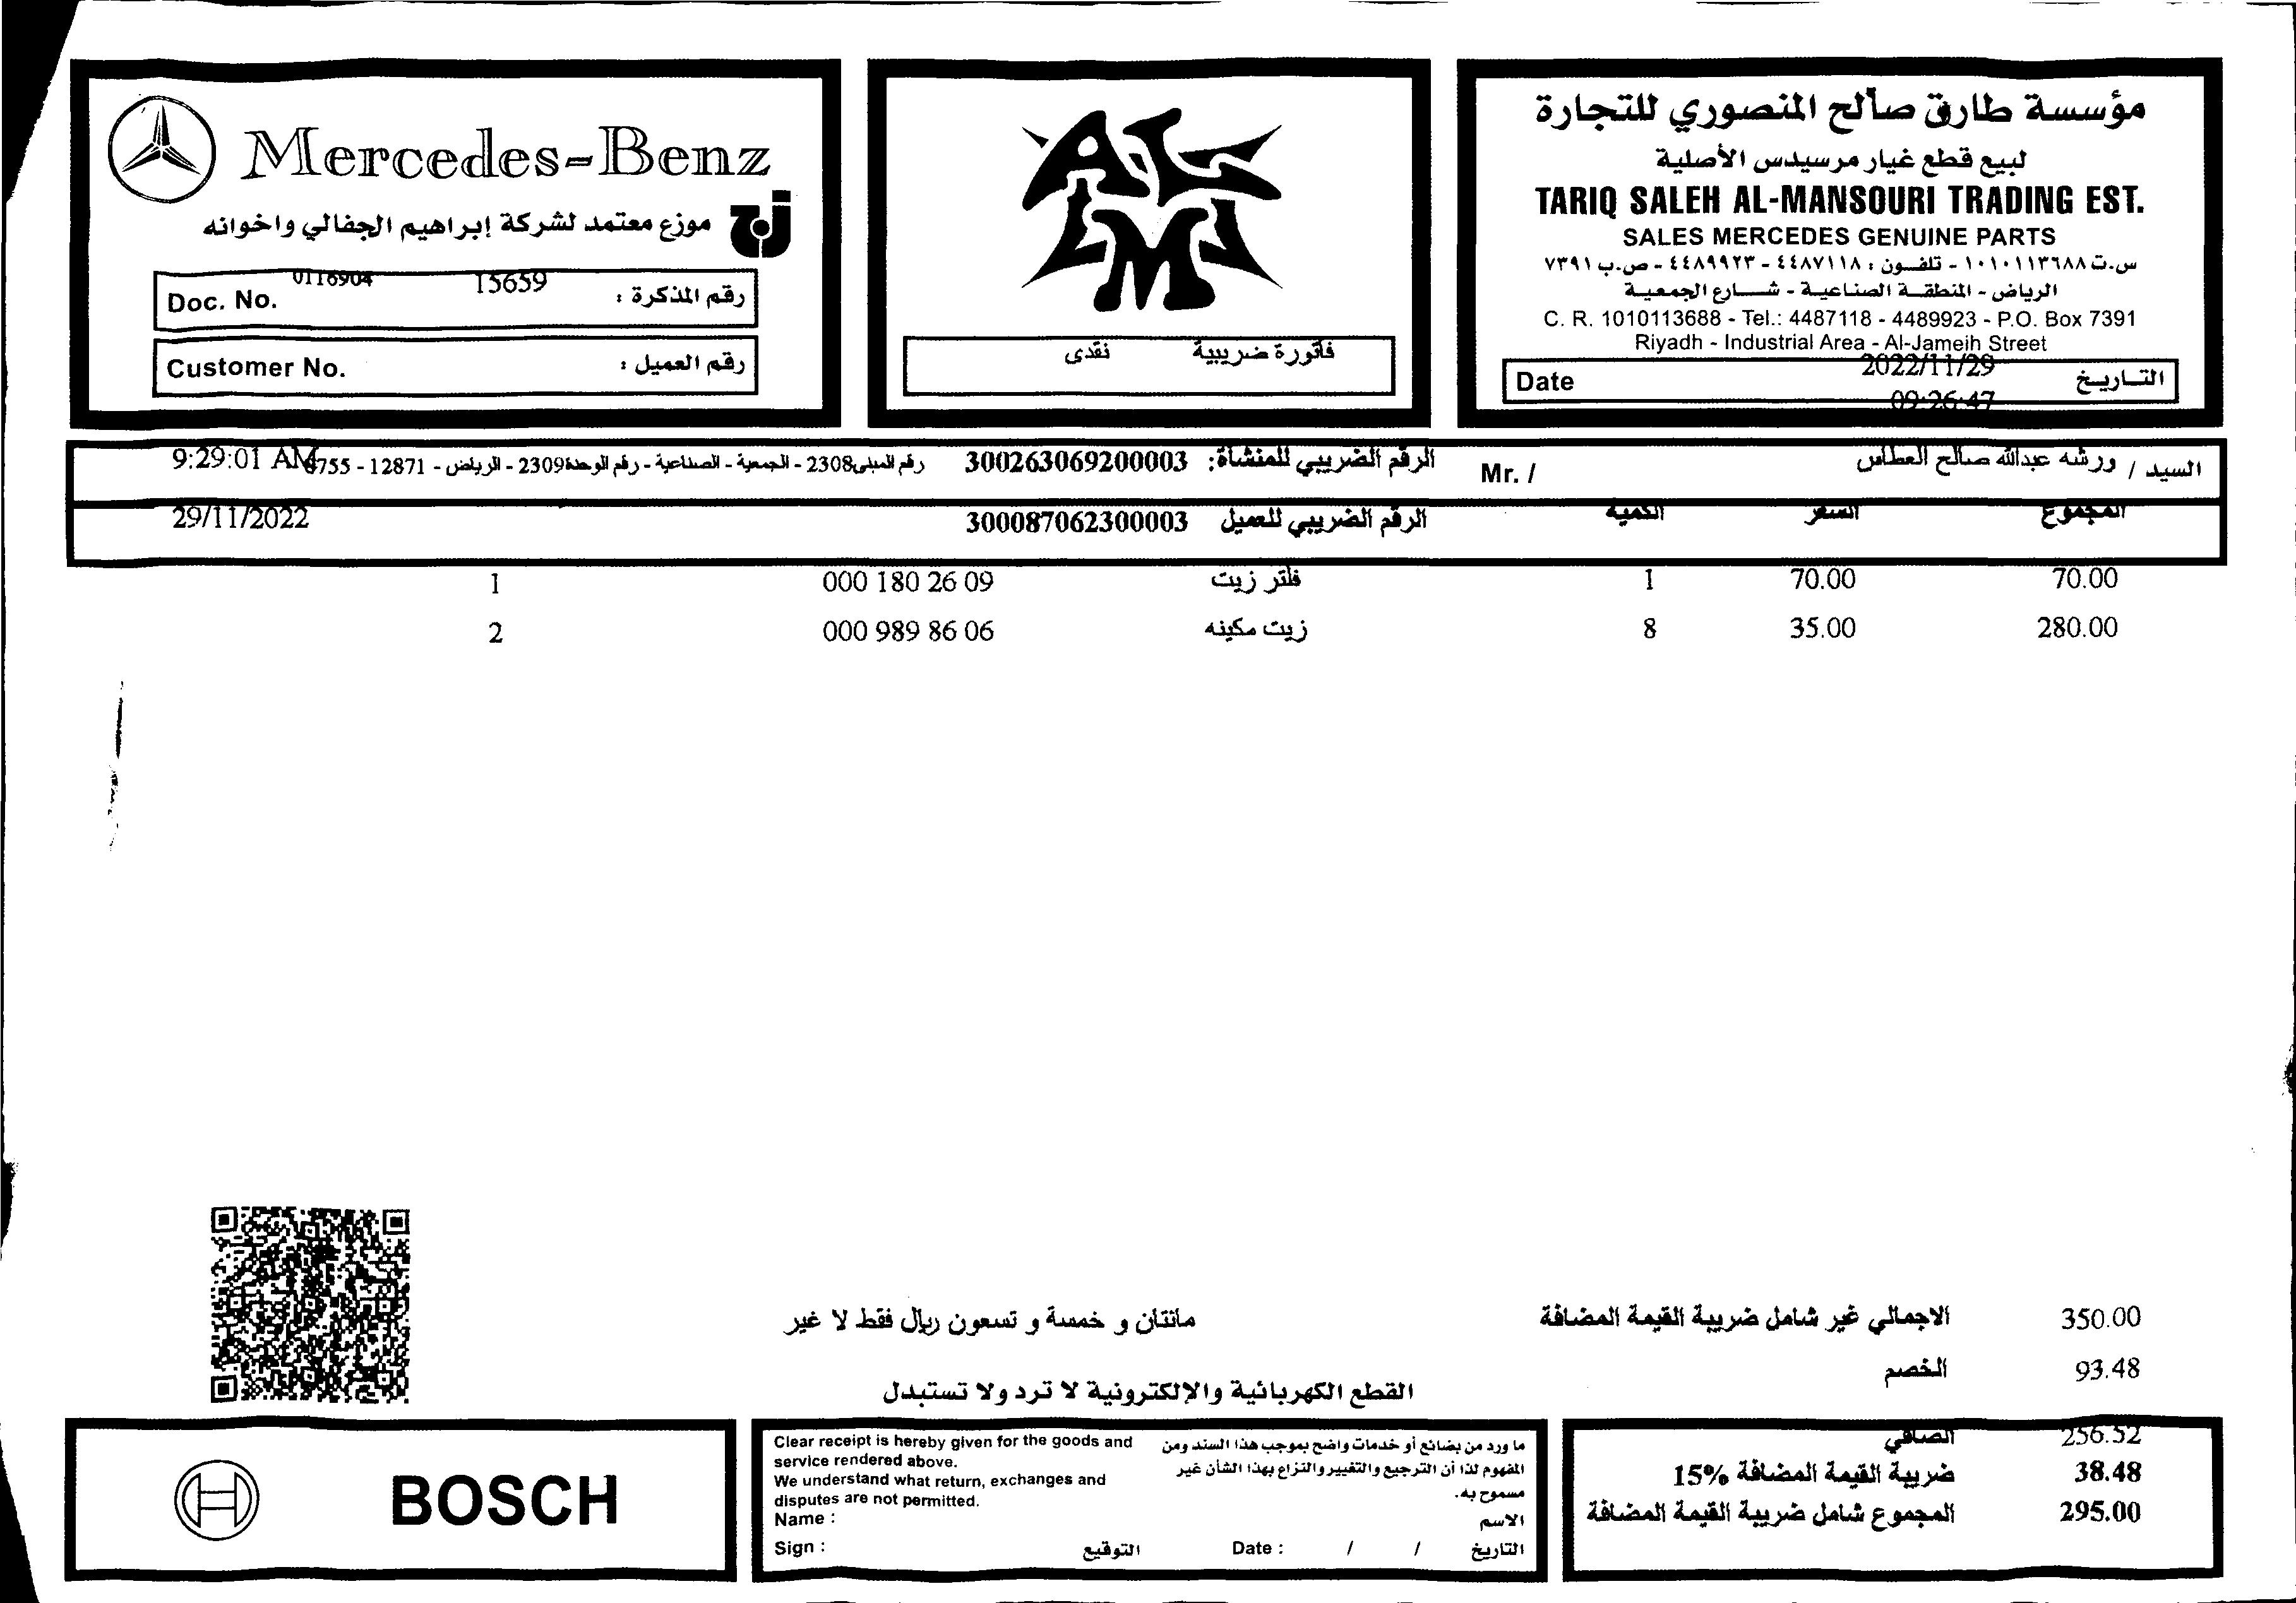 Mercedes-Benz
موزع معتمد لشركة إبراهيم الجفالي واخوانه
Doc. No. 0116904 15659 رقم المذكرة :
Customer No. رقم العميل :
AL
فاتورة ضريبية نقدى
مؤسسة طارق صالح المنصوري للتجارة
لبيع قطع غيار مرسيدس الأصلية
TARIQ SALEH AL-MANSOURI TRADING EST.
SALES MERCEDES GENUINE PARTS
س.ت ١٠١٠١١٣٦٨٨ - تلفون : ٤٤٨٧١١٨ - ٤٤٨٩٩٢٣ - ص.ب ٧٣٩١
الرياض - المنطقة الصناعية - شارع الجمعية
C. R. 1010113688 - Tel.: 4487118 - 4489923 - P.O. Box 7391
Riyadh - Industrial Area - Al-Jameih Street
Date 2022/11/29 التاريخ
09:26:47
السيد / ورشه عبدالله صالح العطاس Mr. /
الرقم الضريبي للمنشاة: 300263069200003
رقم المبنى2308 - الجمعية - الصناعية - رقم الوحدة2309 - الرياض - 12871 - 6755
9:29:01 AM
المجموع السعر الكمية
الرقم الضريبي للعميل 300087062300003
29/11/2022
1 000 180 26 09 فلتر زيت 1 70.00 70.00
2 000 989 86 06 زيت مكينه 8 35.00 280.00
الاجمالي غير شامل ضريبة القيمة المضافة 350.00
مائتان و خمسة و تسعون ريال فقط لا غير
الخصم 93.48
القطع الكهربائية والإلكترونية لا ترد ولا تستبدل
الصافي 256.52
ضريبة القيمة المضافة 15% 38.48
المجموع شامل ضريبة القيمة المضافة 295.00
BOSCH
Clear receipt is hereby given for the goods and
service rendered above.
We understand what return, exchanges and
disputes are not permitted.
ما ورد من بضائع أو خدمات واضح بموجب هذا السند ومن
المفهوم لذا أن الترجيع والتغيير والنزاع بهذا الشأن غير
مسموح به.
Name : الاسم
Sign : التوقيع Date : / / التاريخ